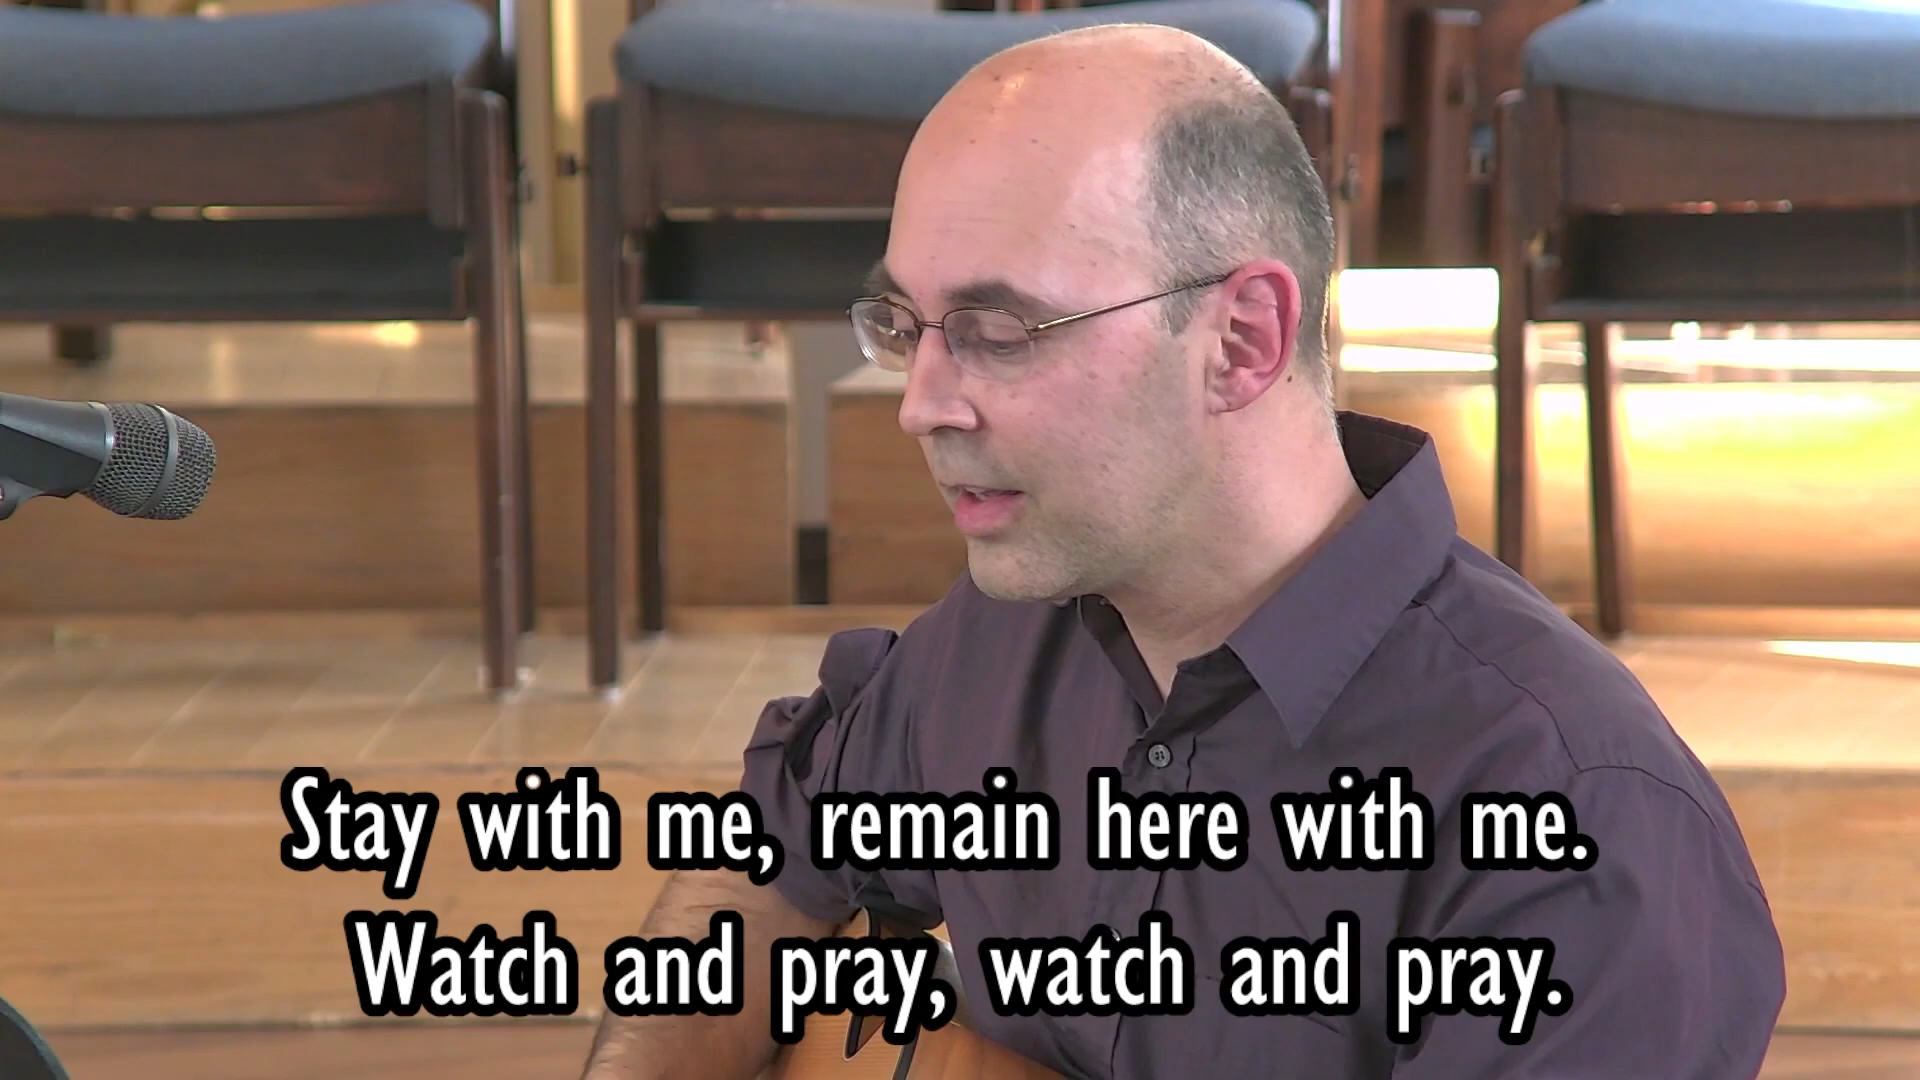 Stay with me, remain here with me.
Watch and pray, watch and pray.